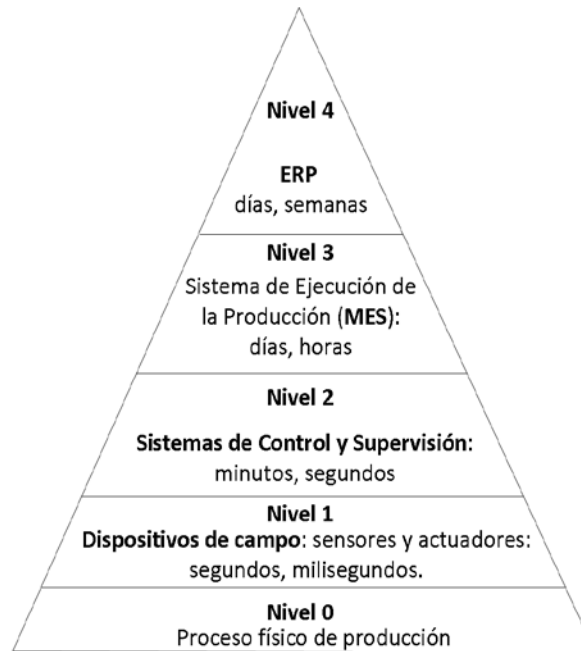 Nivel 4
ERP
días, semanas
Nivel 3
Sistema de Ejecución de
la Producción (MES):
días, horas
Nivel 2
Sistemas de Control y Supervisión:
minutos, segundos
Nivel 1
Dispositivos de campo: sensores y actuadores:
segundos, milisegundos.
Nivel 0
Proceso físico de producción